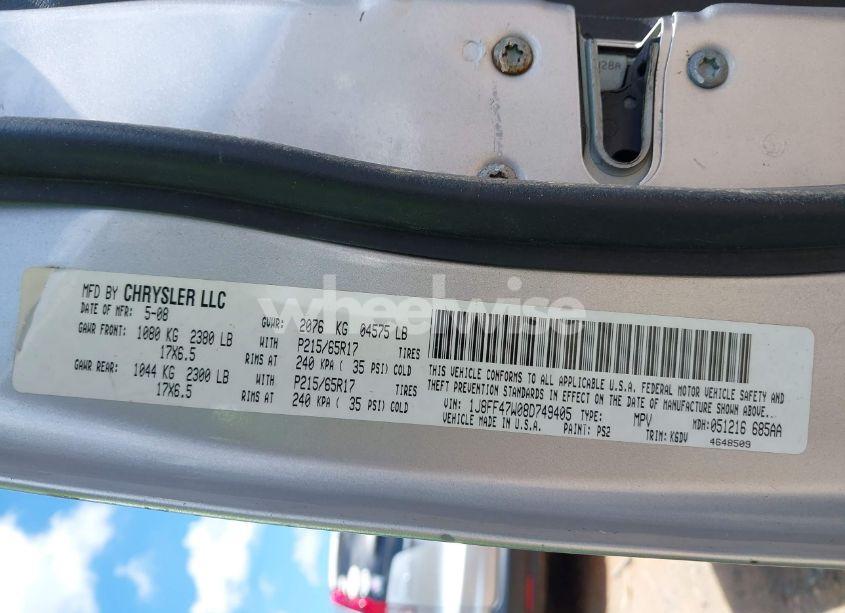 128A
wheelwise
MFD BY CHRYSLER LLC
DATE OF MFR: 5-08 GVWR: 2076 KG 04575 LB
GAWR FRONT: 1080 KG 2380 LB WITH P215/65R17 TIRES
17X6.5 RIMS AT 240 KPA ( 35 PSI) COLD
GAWR REAR: 1044 KG 2300 LB WITH P215/65R17 TIRES
17X6.5 RIMS AT 240 KPA ( 35 PSI) COLD
THIS VEHICLE CONFORMS TO ALL APPLICABLE U.S.A. FEDERAL MOTOR VEHICLE SAFETY AND
THEFT PREVENTION STANDARDS IN EFFECT ON THE DATE OF MANUFACTURE SHOWN ABOVE.
VIN: 1J8FF47W08D749405 TYPE: MPV MDH: 051216 685AA
VEHICLE MADE IN U.S.A. PAINT: PS2 TRIM: K6DV 4648509